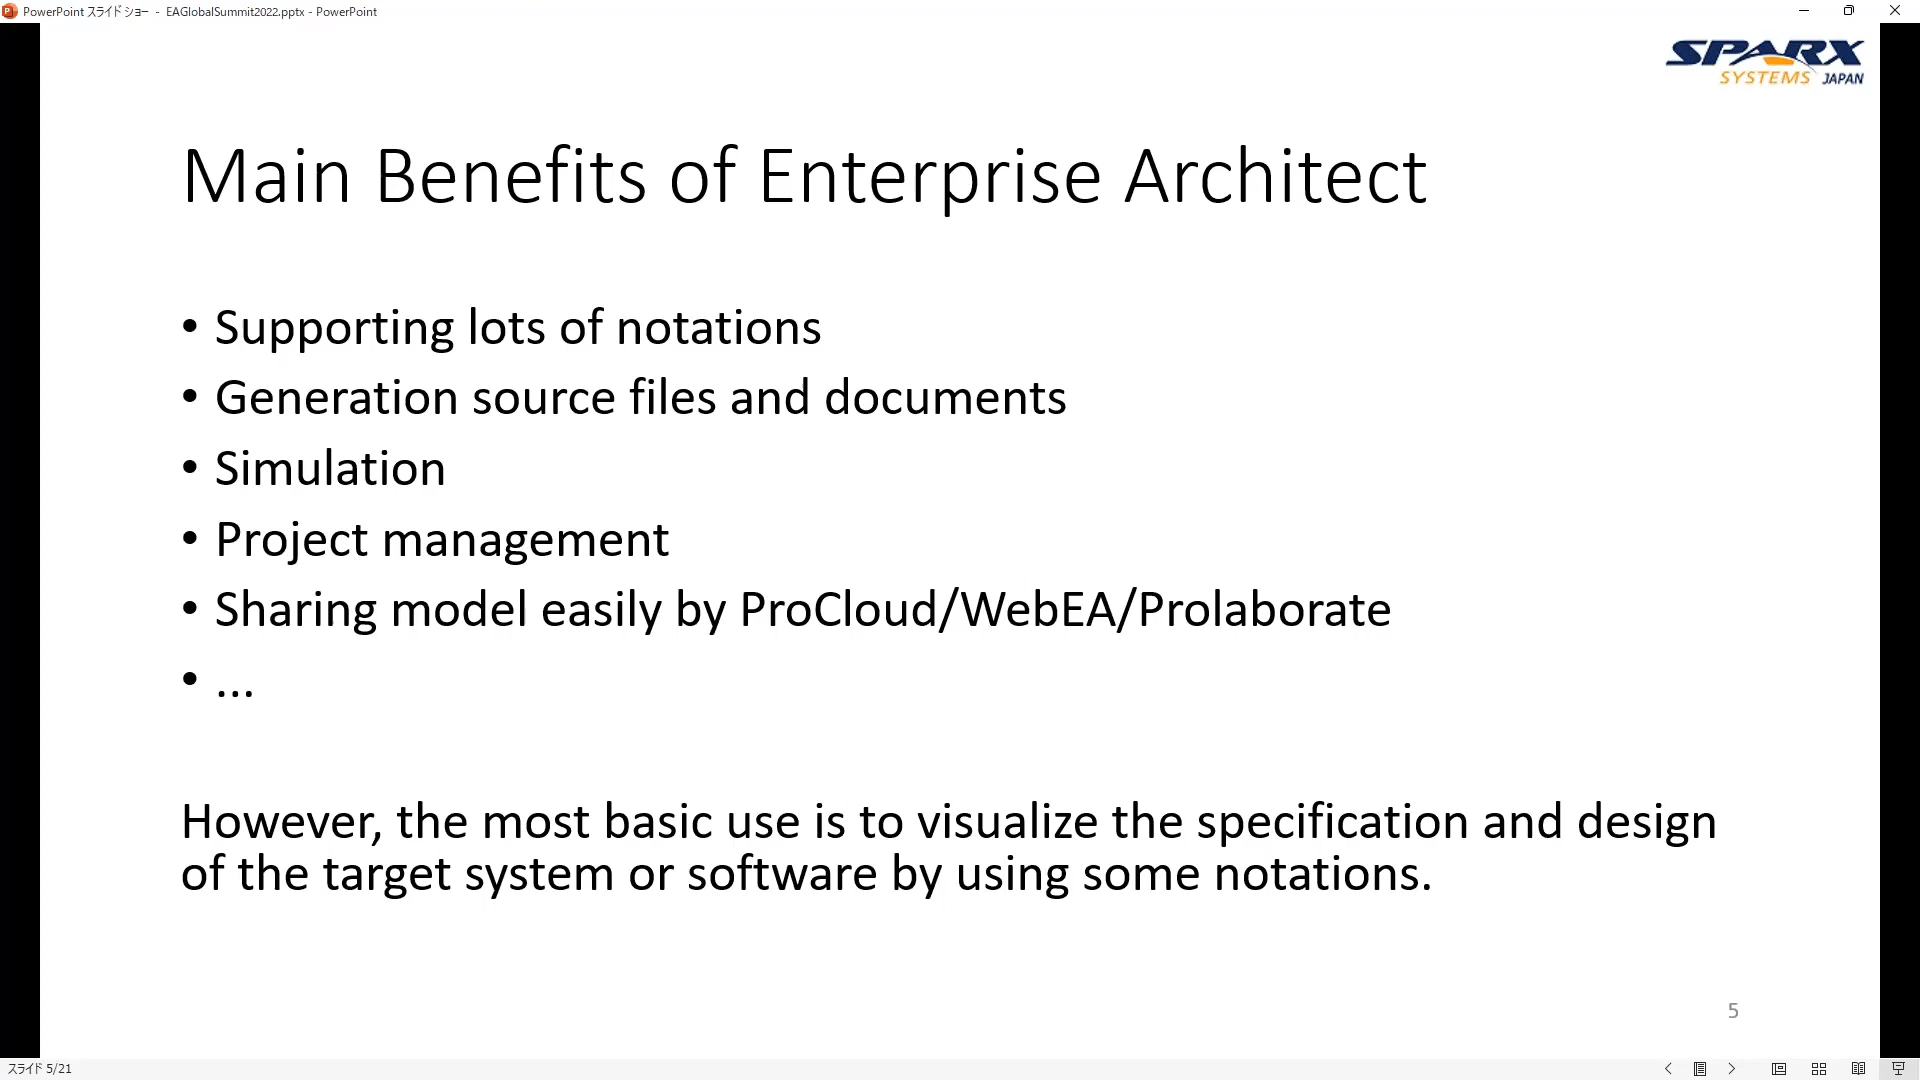 PowerPoint スライド ショー - EAGlobalSummit2022.pptx - PowerPoint
SPARX
SYSTEMS JAPAN
Main Benefits of Enterprise Architect
• Supporting lots of notations
• Generation source files and documents
• Simulation
• Project management
• Sharing model easily by ProCloud/WebEA/Prolaborate
• ...
However, the most basic use is to visualize the specification and design
of the target system or software by using some notations.
5
スライド 5/21